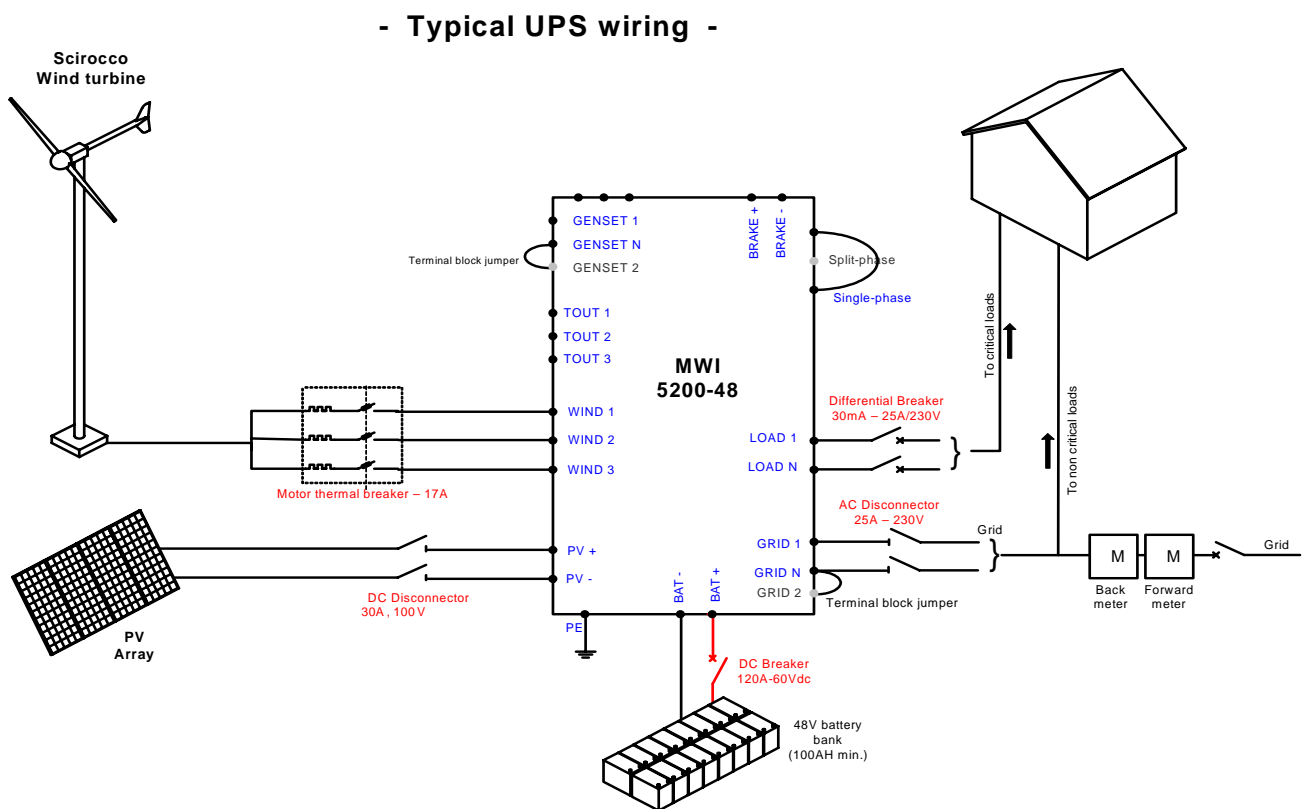 - Typical UPS wiring -
Scirocco
Wind turbine
GENSET 1
GENSET N
GENSET 2
Terminal block jumper
BRAKE +
BRAKE -
Split-phase
Single-phase
TOUT 1
TOUT 2
TOUT 3
MWI
5200-48
To critical loads
To non critical loads
WIND 1
WIND 2
WIND 3
Motor thermal breaker – 17A
Differential Breaker
30mA – 25A/230V
LOAD 1
LOAD N
AC Disconnector
25A – 230V
Grid
GRID 1
GRID N
GRID 2
Terminal block jumper
M
M
Back
meter
Forward
meter
Grid
PV +
PV -
DC Disconnector
30A , 100 V
PV
Array
PE
BAT -
BAT +
DC Breaker
120A-60Vdc
48V battery
bank
(100AH min.)